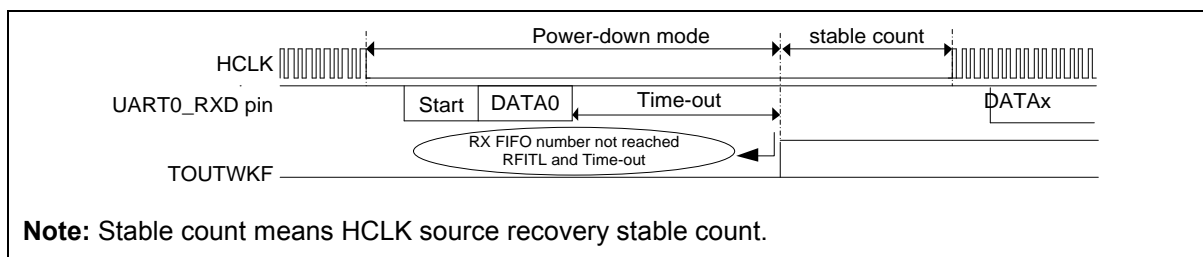 Power-down mode
stable count
HCLK
UART0_RXD pin
Start
DATA0
Time-out
DATAx
RX FIFO number not reached
RFITL and Time-out
TOUTWKF
Note: Stable count means HCLK source recovery stable count.